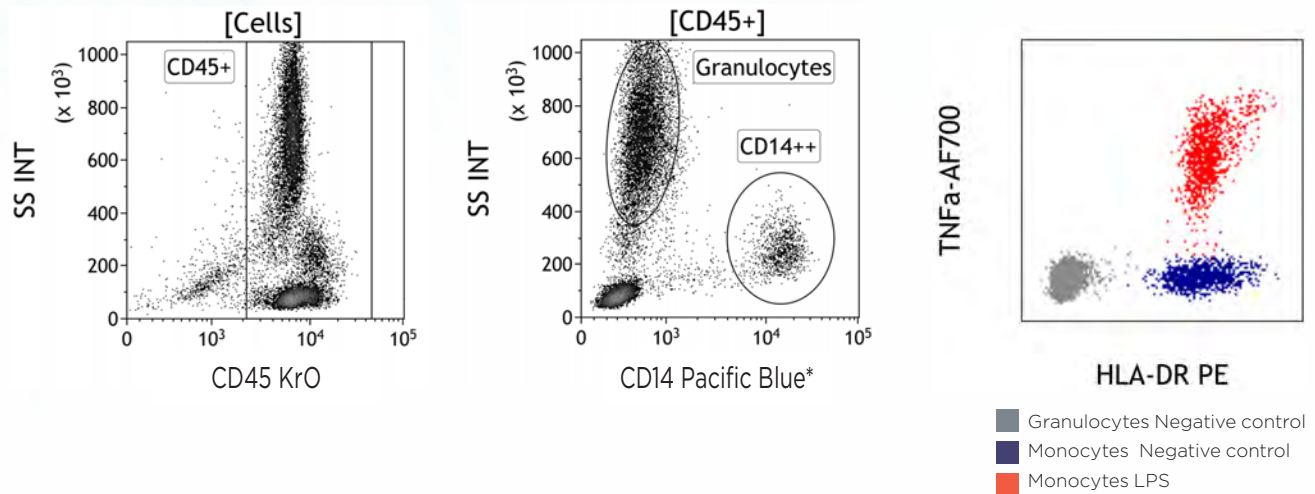 [Cells]
SS INT
(x 10³)
1000
800
600
400
200
0
CD45+
0
10³
10⁴
10⁵
CD45 KrO
[CD45+]
SS INT
(x 10³)
1000
800
600
400
200
0
Granulocytes
CD14++
0
10³
10⁴
10⁵
CD14 Pacific Blue*
TNFa-AF700
HLA-DR PE
Granulocytes Negative control
Monocytes Negative control
Monocytes LPS